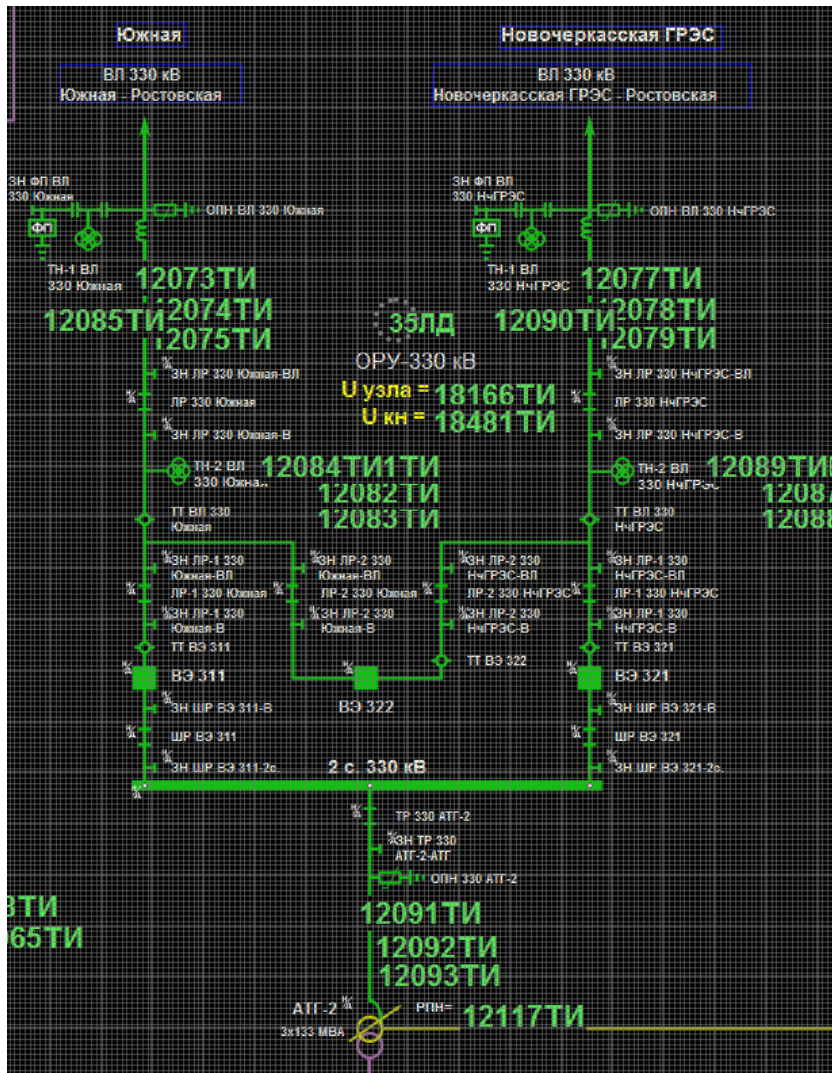 Южная
Новочеркасская ГРЭС
ВЛ 330 кВ
Южная - Ростовская
ВЛ 330 кВ
Новочеркасская ГРЭС - Ростовская
ЗН ФП ВЛ
330 Южная
ФП
ОПН ВЛ 330 Южная
ТН-1 ВЛ
330 Южная
ЗН ФП ВЛ
330 НчГРЭС
ФП
ОПН ВЛ 330 НчГРЭС
ТН-1 ВЛ
330 НчГРЭС
12073ТИ
12074ТИ
12085ТИ
12075ТИ
35ЛД
12077ТИ
12078ТИ
12090ТИ
12079ТИ
ОРУ-330 кВ
U узла = 18166ТИ
U кн = 18481ТИ
ЗН ЛР 330 Южная-ВЛ
ЛР 330 Южная
ЗН ЛР 330 Южная-В
ЗН ЛР 330 НчГРЭС-ВЛ
ЛР 330 НчГРЭС
ЗН ЛР 330 НчГРЭС-В
ТН-2 ВЛ
330 Южная
12084ТИ1ТИ
12082ТИ
12083ТИ
ТН-2 ВЛ
330 НчГРЭС
12089ТИ
12087
12088
ТТ ВЛ 330
Южная
ТТ ВЛ 330
НчГРЭС
ЗН ЛР-1 330
Южная-ВЛ
ЛР-1 330 Южная
ЗН ЛР-1 330
Южная-В
ЗН ЛР-2 330
Южная-ВЛ
ЛР-2 330 Южная
ЗН ЛР-2 330
Южная-В
ЗН ЛР-2 330
НчГРЭС-ВЛ
ЛР-2 330 НчГРЭС
ЗН ЛР-2 330
НчГРЭС-В
ЗН ЛР-1 330
НчГРЭС-ВЛ
ЛР-1 330 НчГРЭС
ЗН ЛР-1 330
НчГРЭС-В
ТТ ВЭ 311
ТТ ВЭ 322
ТТ ВЭ 321
ВЭ 311
ВЭ 322
ВЭ 321
ЗН ШР ВЭ 311-В
ШР ВЭ 311
ЗН ШР ВЭ 311-2с.
ЗН ШР ВЭ 321-В
ШР ВЭ 321
ЗН ШР ВЭ 321-2с.
2 с. 330 кВ
ТР 330 АТГ-2
ЗН ТР 330
АТГ-2-АТГ
ОПН 330 АТГ-2
3ТИ
065ТИ
12091ТИ
12092ТИ
12093ТИ
АТГ-2
3х133 МВА
РПН=
12117ТИ